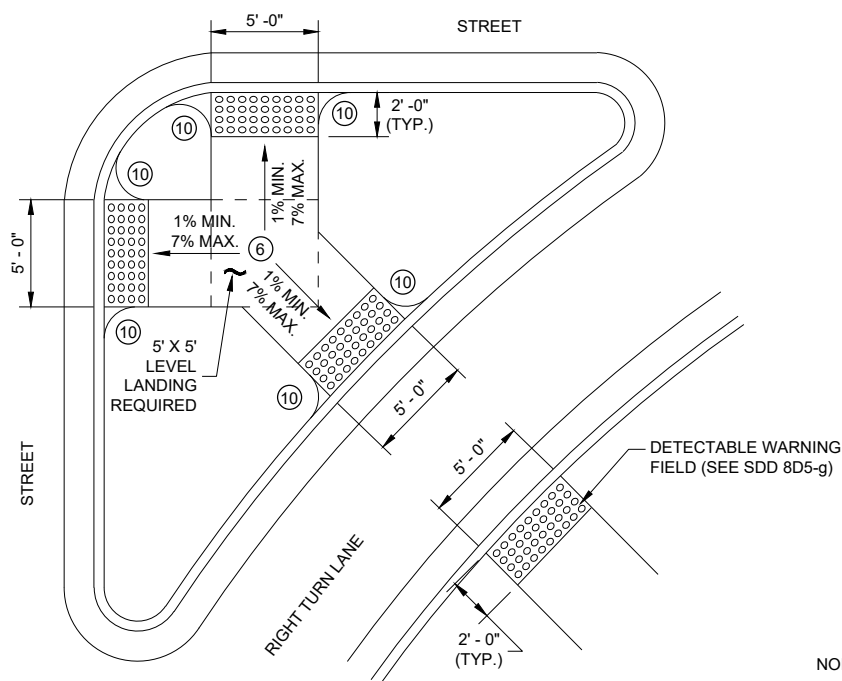 5' -0"
STREET
2' -0"
(TYP.)
10
10
10
1% MIN.
7% MAX.
1% MIN.
7% MAX.
6
5' - 0"
1% MIN.
7% MAX.
10
10
5' X 5'
LEVEL
LANDING
REQUIRED
10
5' - 0"
STREET
5' - 0"
DETECTABLE WARNING
FIELD (SEE SDD 8D5-g)
RIGHT TURN LANE
2' - 0"
(TYP.)
NO